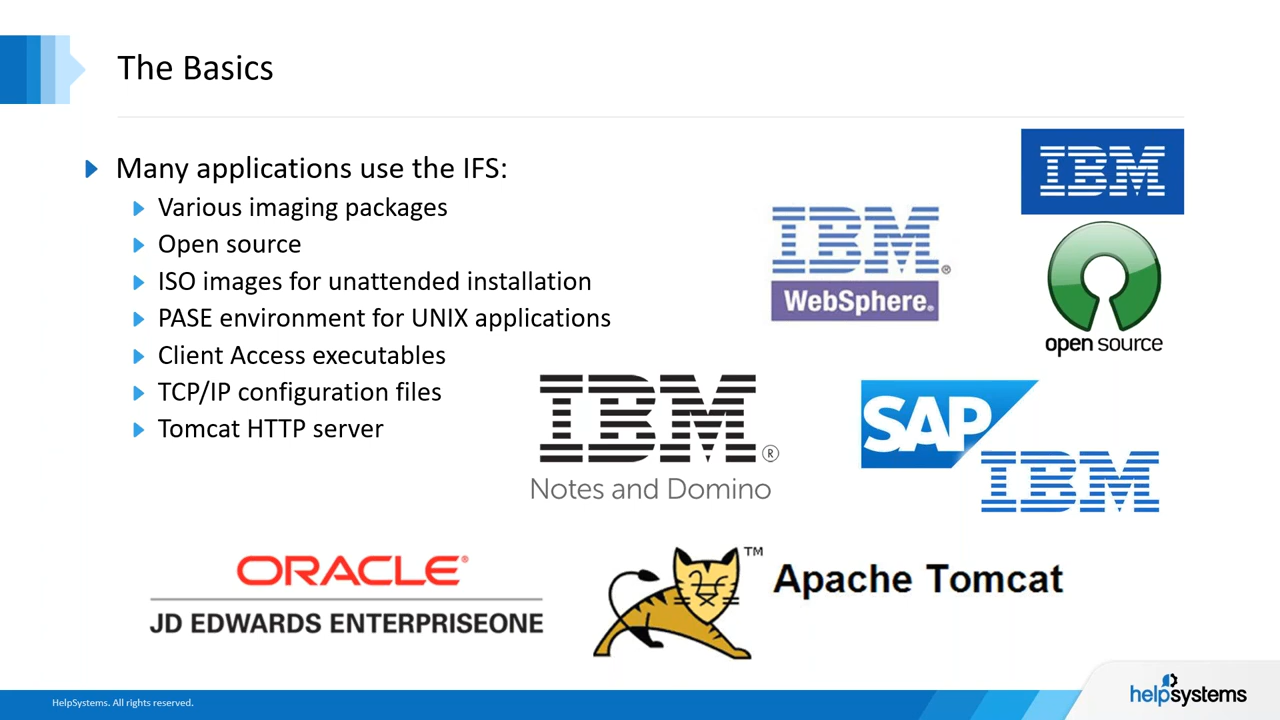 The Basics
Many applications use the IFS:
Various imaging packages
Open source
ISO images for unattended installation
PASE environment for UNIX applications
Client Access executables
TCP/IP configuration files
Tomcat HTTP server
IBM
IBM®
WebSphere®
open source
IBM®
Notes and Domino
SAP
IBM
ORACLE®
JD EDWARDS ENTERPRISEONE
™
Apache Tomcat
HelpSystems. All rights reserved.
helpsystems